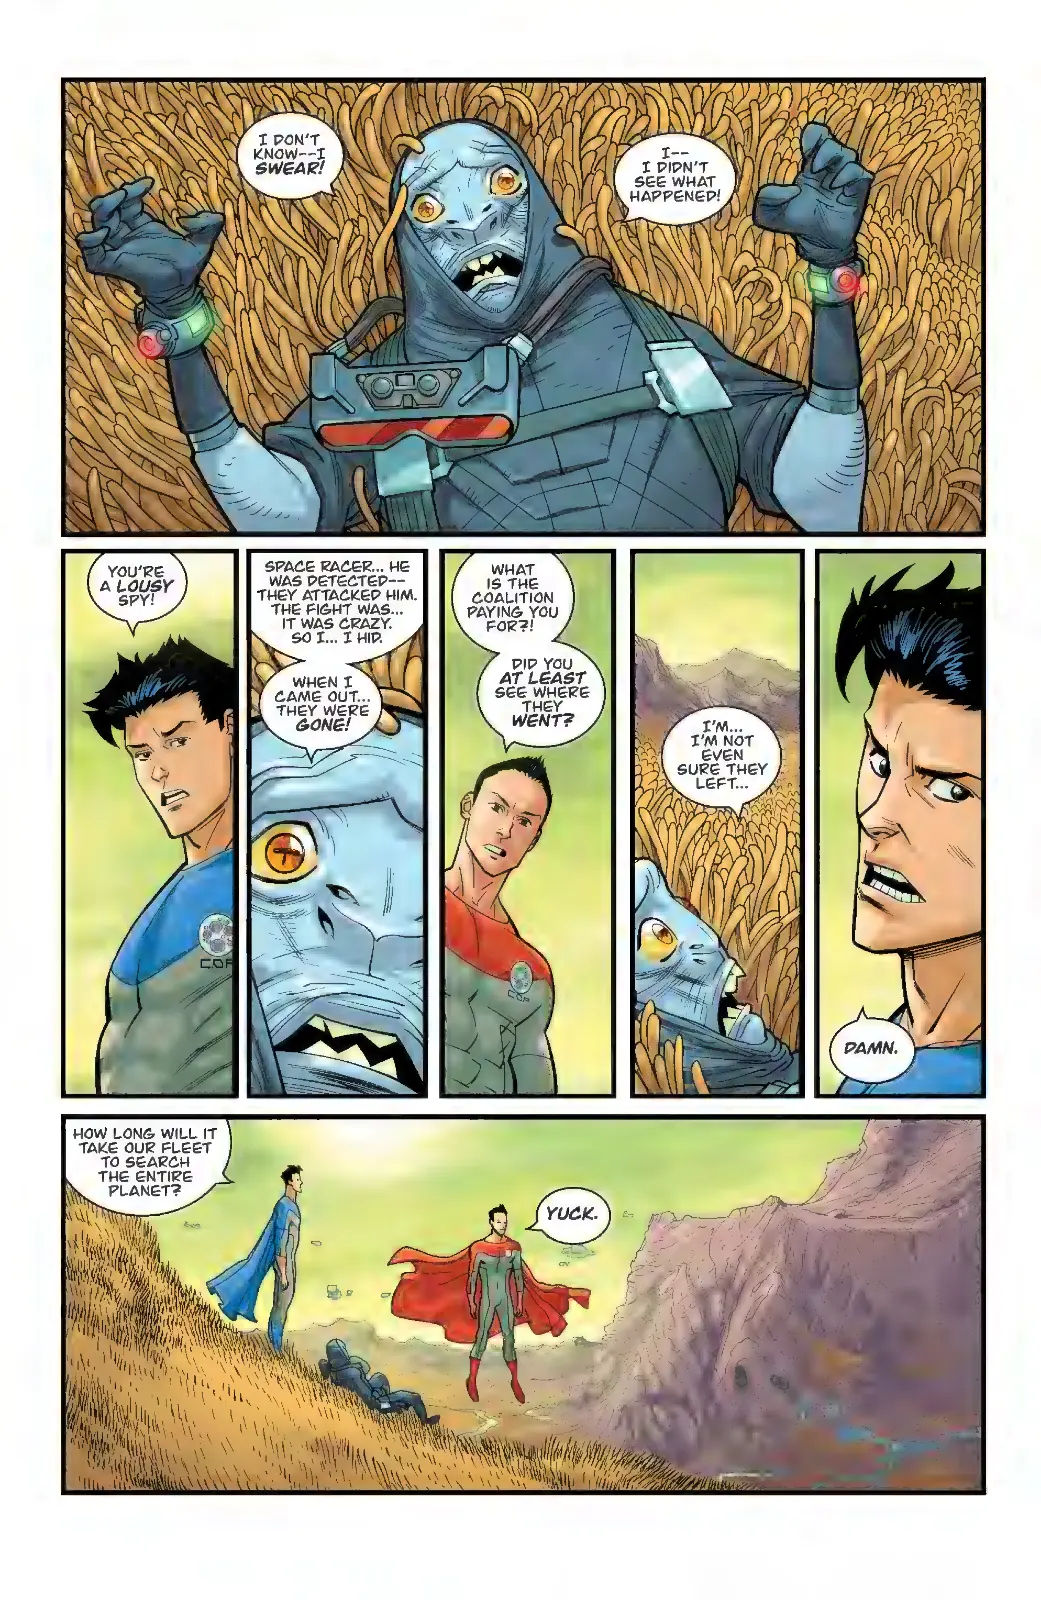 I DON'T
KNOW--I
SWEAR!
I--
I DIDN'T
SEE WHAT
HAPPENED!
YOU'RE
A LOUSY
SPY!
SPACE RACER... HE
WAS DETECTED--
THEY ATTACKED HIM.
THE FIGHT WAS...
IT WAS CRAZY.
SO I... I HID.
WHEN I
CAME OUT...
THEY WERE
GONE!
WHAT
IS THE
COALITION
PAYING YOU
FOR?!
DID YOU
AT LEAST
SEE WHERE
THEY
WENT?
I'M...
I'M NOT
EVEN
SURE THEY
LEFT...
DAMN.
C.O.P
C.O.P
HOW LONG WILL IT
TAKE OUR FLEET
TO SEARCH
THE ENTIRE
PLANET?
YUCK.